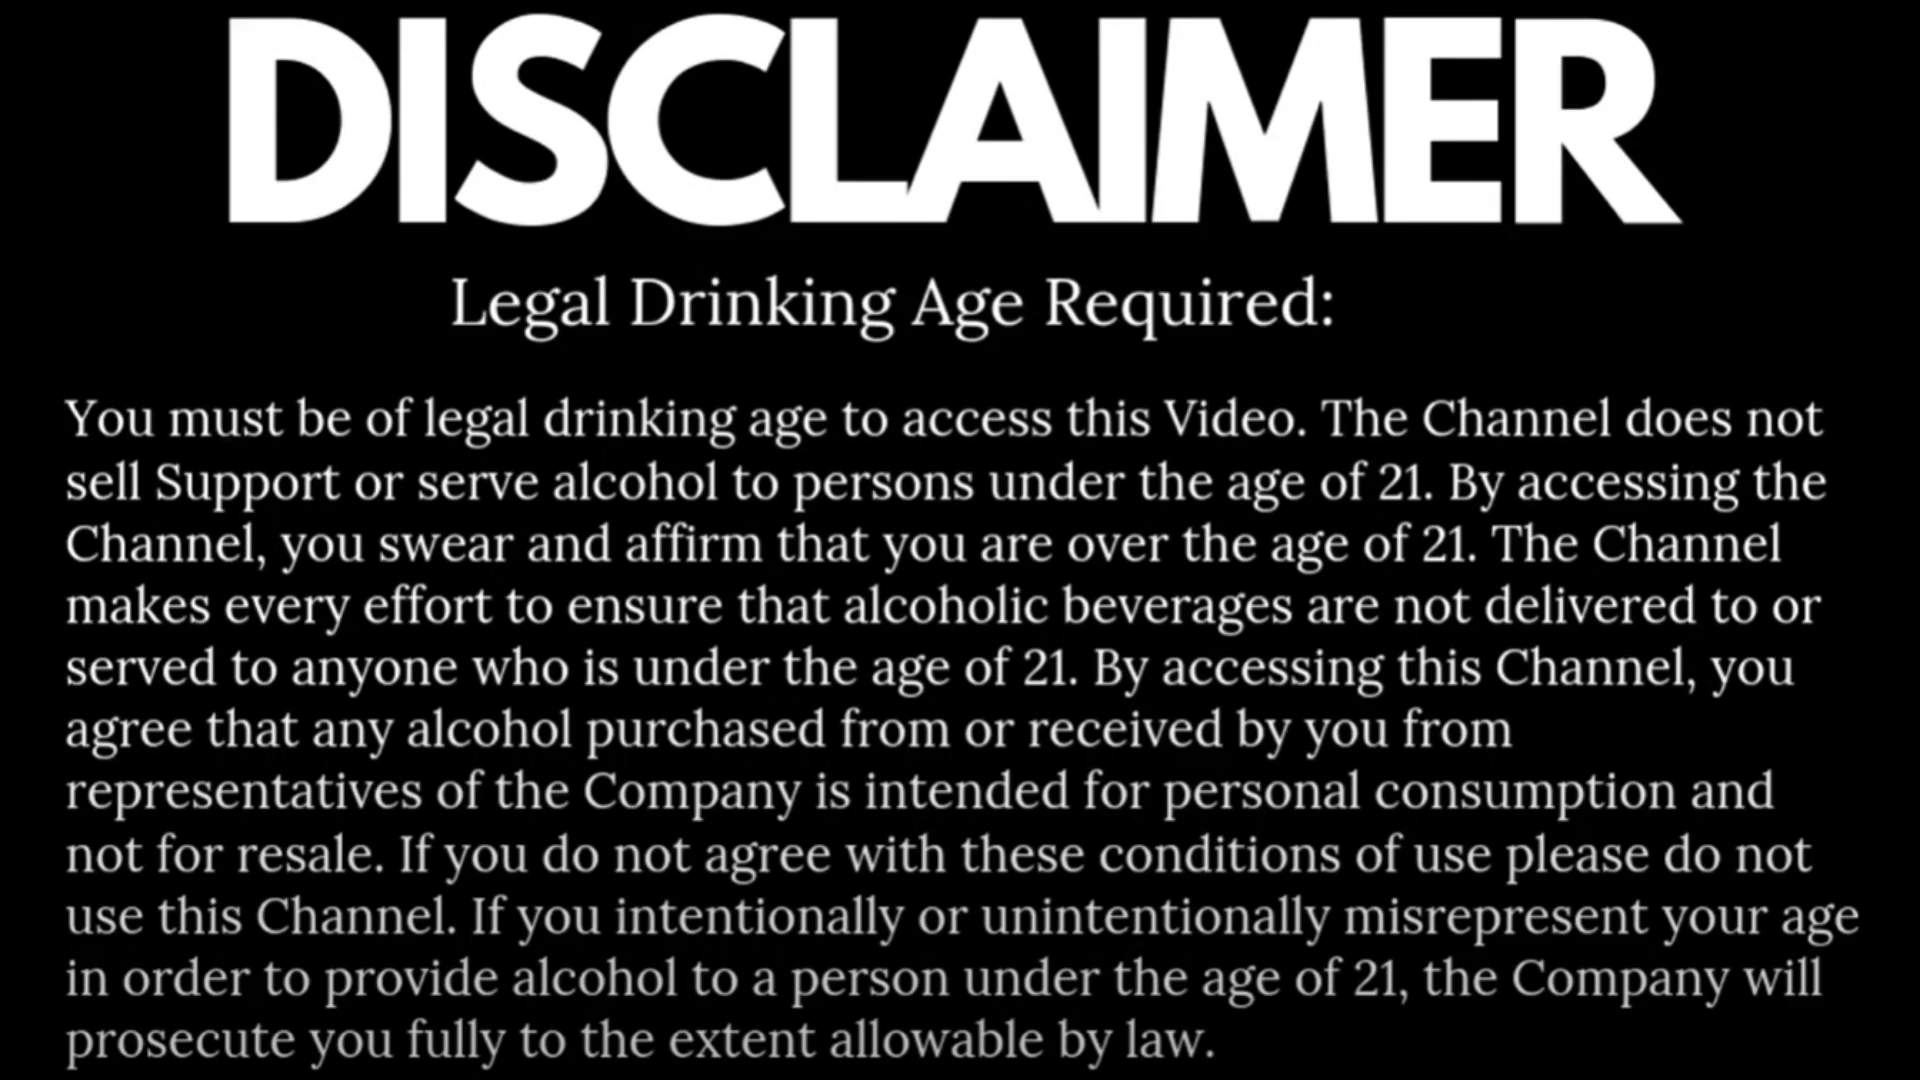 DISCLAIMER
Legal Drinking Age Required:
You must be of legal drinking age to access this Video. The Channel does not
sell Support or serve alcohol to persons under the age of 21. By accessing the
Channel, you swear and affirm that you are over the age of 21. The Channel
makes every effort to ensure that alcoholic beverages are not delivered to or
served to anyone who is under the age of 21. By accessing this Channel, you
agree that any alcohol purchased from or received by you from
representatives of the Company is intended for personal consumption and
not for resale. If you do not agree with these conditions of use please do not
use this Channel. If you intentionally or unintentionally misrepresent your age
in order to provide alcohol to a person under the age of 21, the Company will
prosecute you fully to the extent allowable by law.